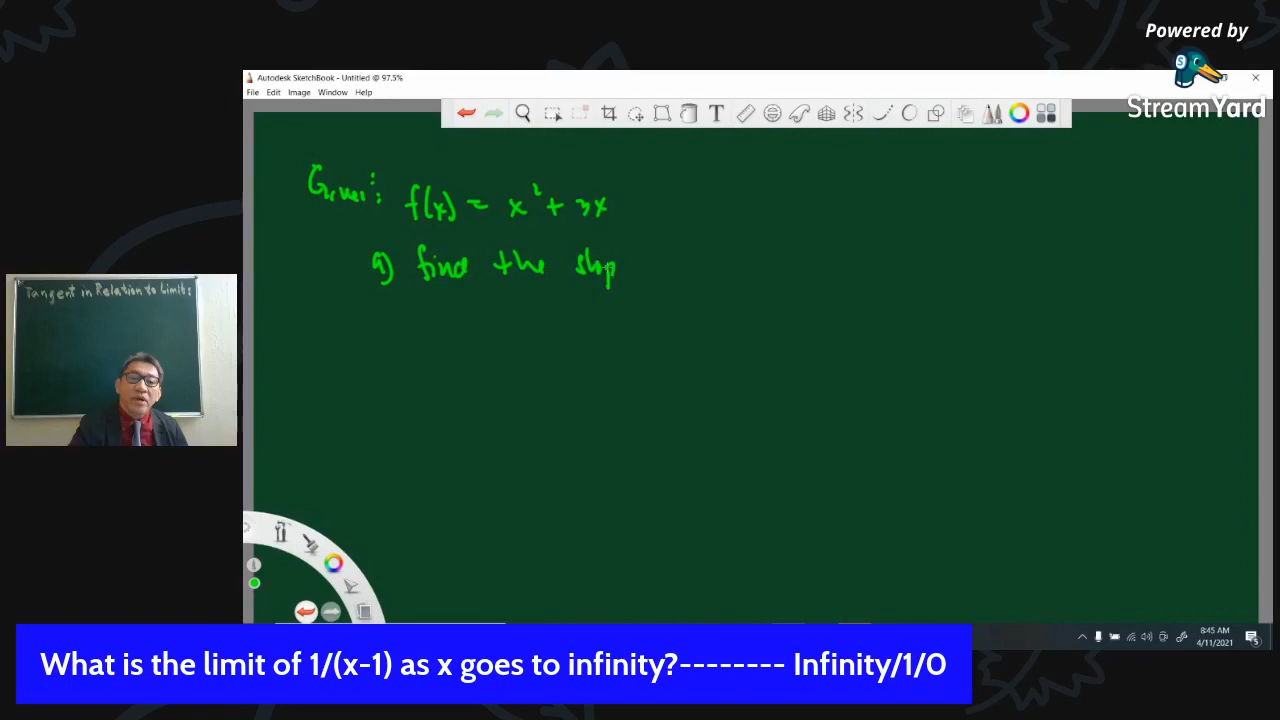 Powered by
StreamYard
Autodesk SketchBook - Untitled @ 97.5%
File Edit Image Window Help
Given: f(x) = x² + 3x
a) find the slop
Tangent in Relation to Limit:
8:45 AM
4/11/2021
What is the limit of 1/(x-1) as x goes to infinity?-------- Infinity/1/0